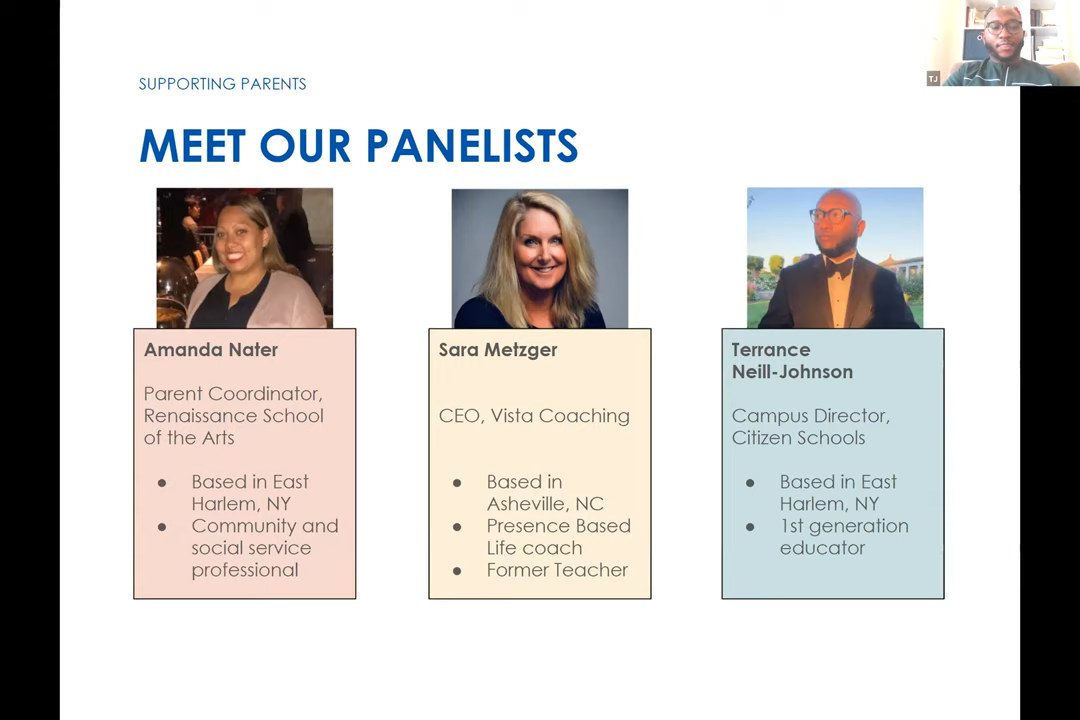 TJ
SUPPORTING PARENTS
MEET OUR PANELISTS
Amanda Nater
Parent Coordinator,
Renaissance School
of the Arts
● Based in East
Harlem, NY
● Community and
social service
professional
Sara Metzger
CEO, Vista Coaching
● Based in
Asheville, NC
● Presence Based
Life coach
● Former Teacher
Terrance
Neill-Johnson
Campus Director,
Citizen Schools
● Based in East
Harlem, NY
● 1st generation
educator